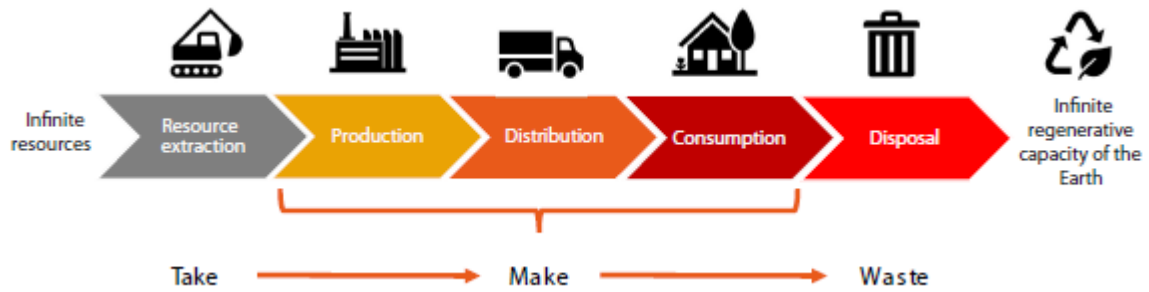 Infinite
resources
Resource
extraction
Production
Distribution
Consumption
Disposal
Infinite
regenerative
capacity of the
Earth
Take
Make
Waste